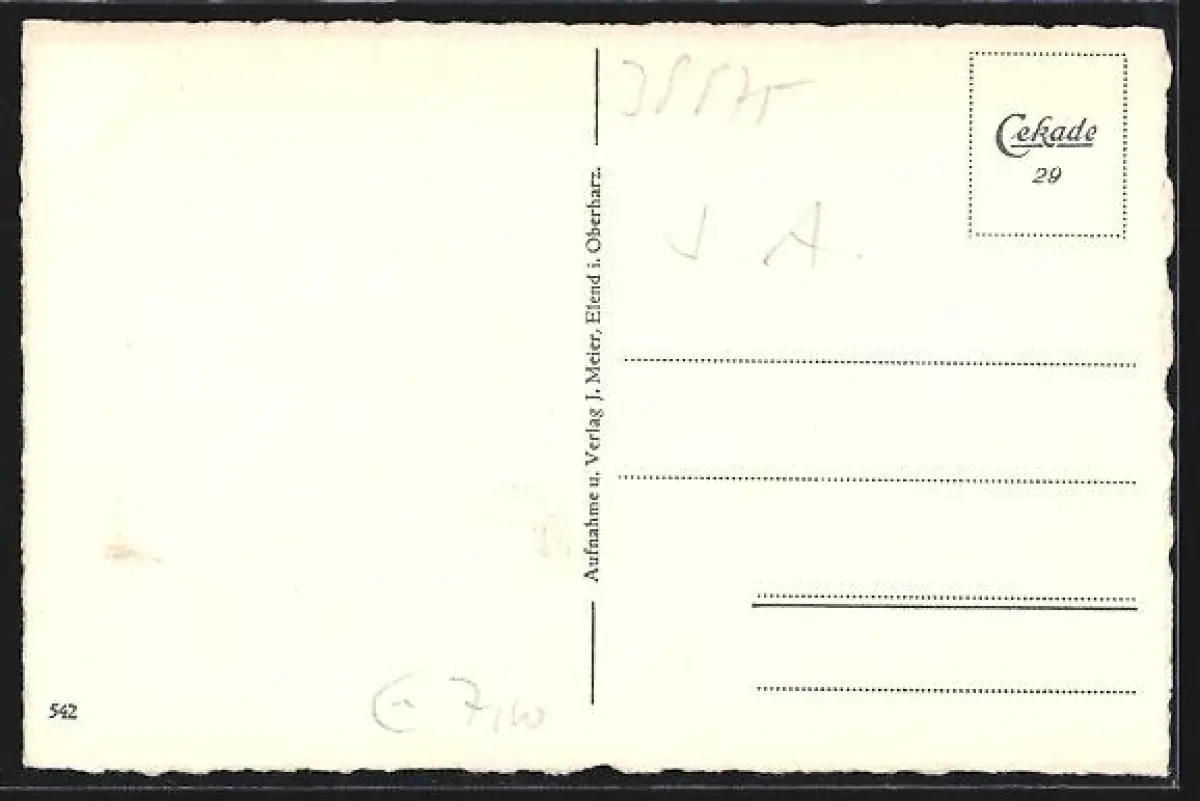 Cekade
29
Aufnahme u. Verlag J. Meier, Elend i. Oberharz.
542